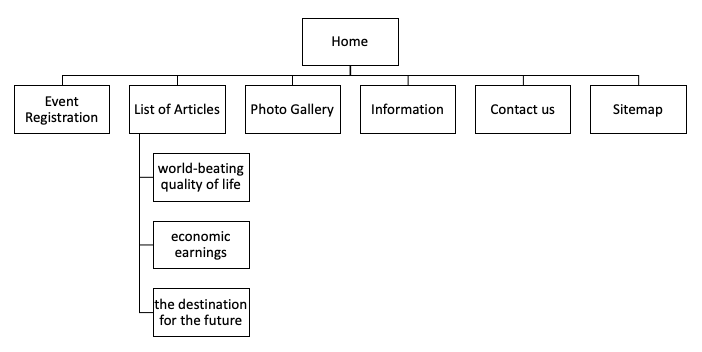 Home
Event
Registration
List of Articles
Photo Gallery
Information
Contact us
Sitemap
world-beating
quality of life
economic
earnings
the destination
for the future